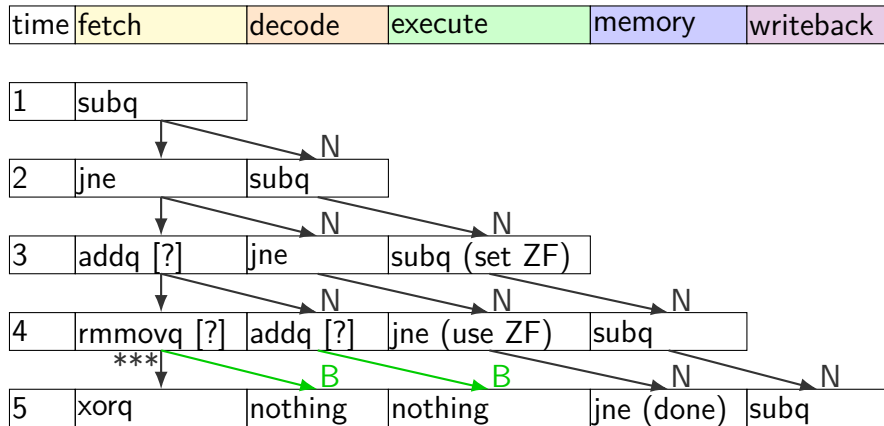 time fetch decode execute memory writeback
1 subq
N
2 jne subq
N N
3 addq [?] jne subq (set ZF)
N N N
4 rmmovq [?] addq [?] jne (use ZF) subq
*** B B N N
5 xorq nothing nothing jne (done) subq